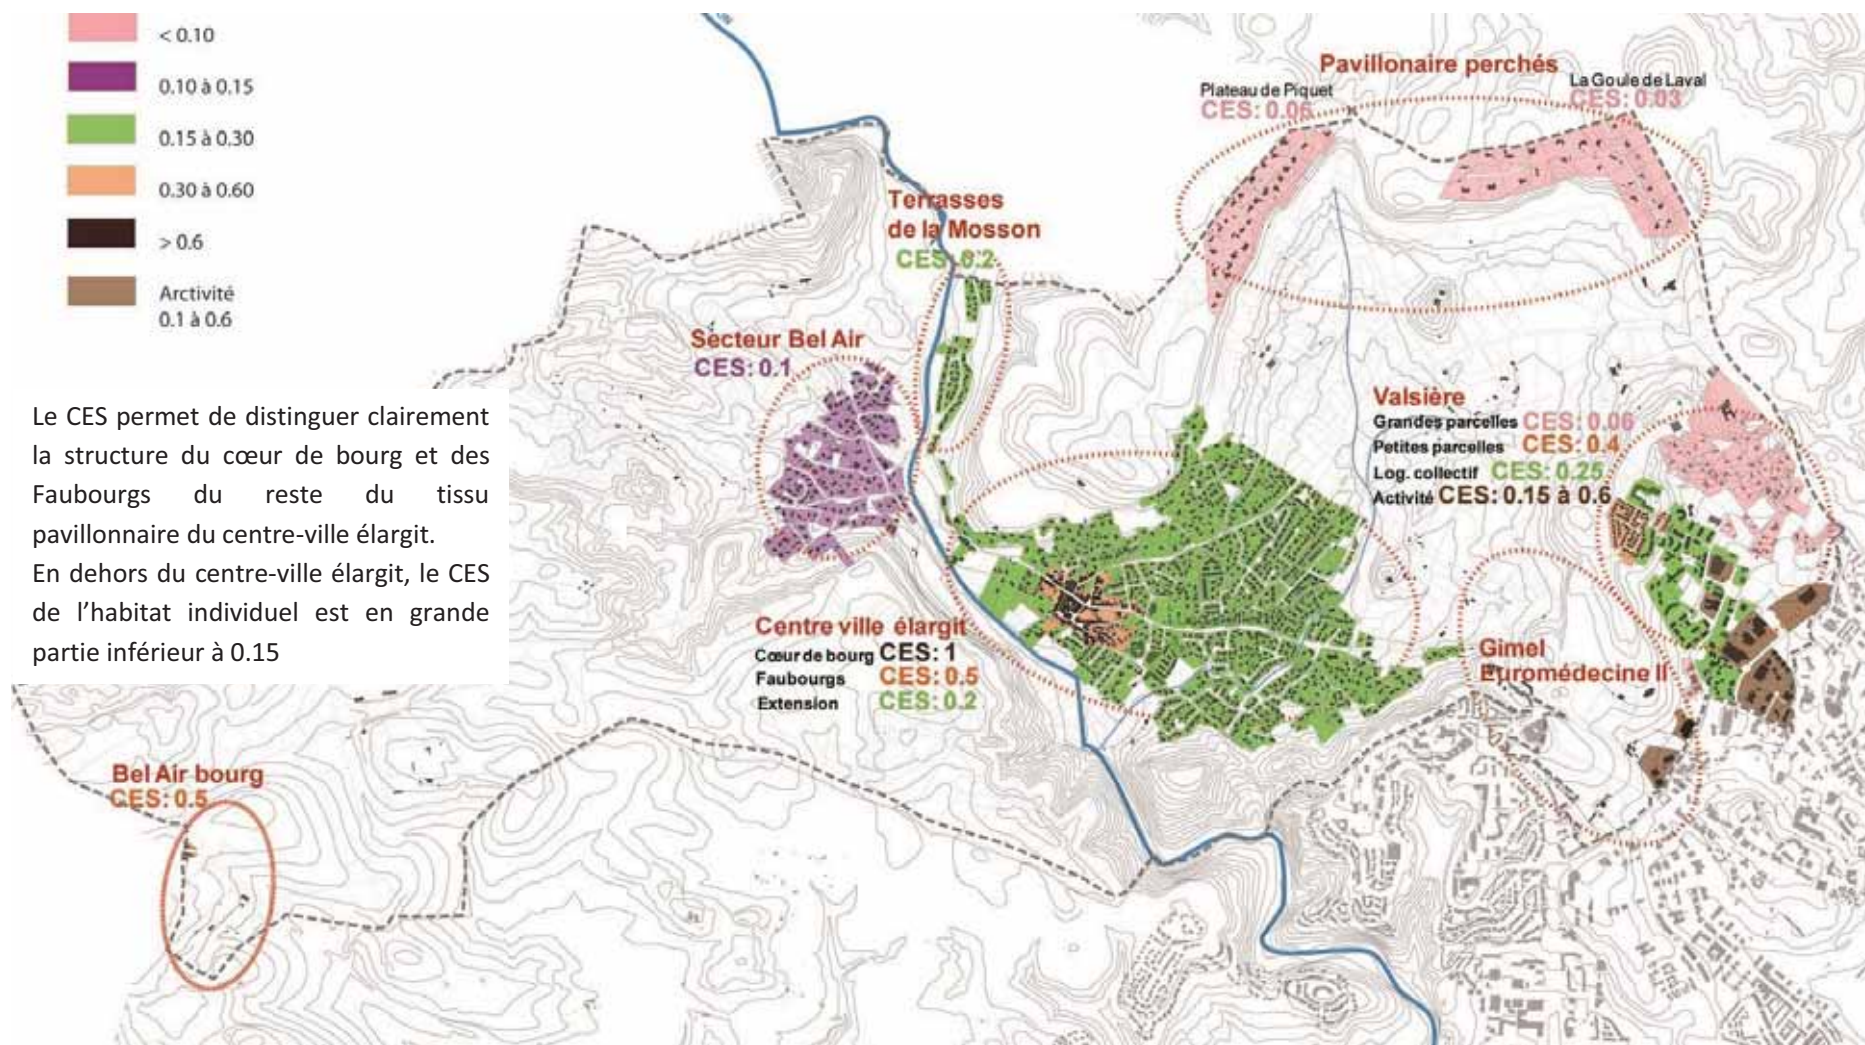 < 0.10
0.10 à 0.15
0.15 à 0.30
0.30 à 0.60
> 0.6
Arctivité
0.1 à 0.6
Le CES permet de distinguer clairement
la structure du cœur de bourg et des
Faubourgs du reste du tissu
pavillonnaire du centre-ville élargit.
En dehors du centre-ville élargit, le CES
de l’habitat individuel est en grande
partie inférieur à 0.15
Pavillonaire perchés
Plateau de Piquet
CES: 0.06
La Goule de Laval
CES: 0.03
Terrasses
de la Mosson
CES: 0.2
Secteur Bel Air
CES: 0.1
Valsière
Grandes parcelles CES: 0.06
Petites parcelles CES: 0.4
Log. collectif CES: 0.25
Activité CES: 0.15 à 0.6
Centre ville élargit
Cœur de bourg CES: 1
Faubourgs CES: 0.5
Extension CES: 0.2
Gimel
Euromédecine II
Bel Air bourg
CES: 0.5